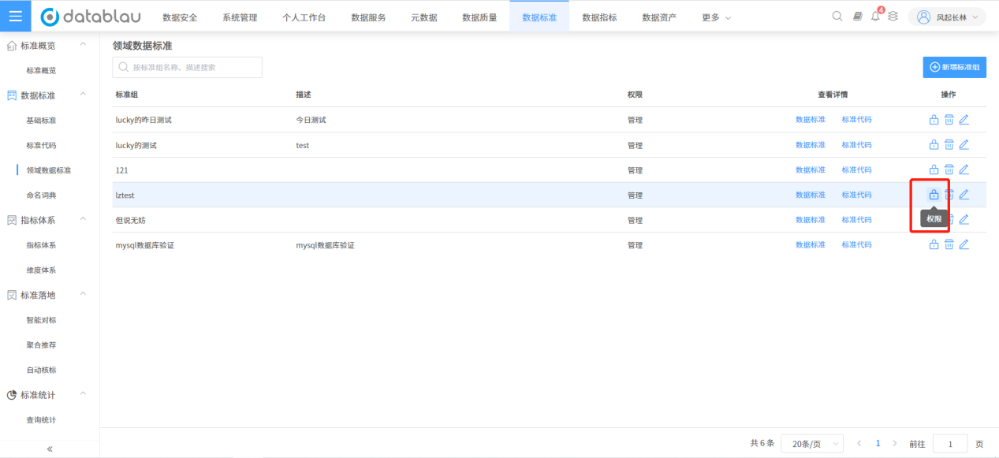 datablau 数据安全 系统管理 个人工作台 数据服务 元数据 数据质量 数据标准 数据指标 数据资产 更多 4 风起长林
标准概览
标准概览
数据标准
基础标准
标准代码
领域数据标准
命名词典
指标体系
指标体系
维度体系
标准落地
智能对标
聚合推荐
自动核标
标准统计
查询统计
«
领域数据标准
按标准组名称、描述搜索 新增标准组
标准组 描述 权限 查看详情 操作
lucky的昨日测试 今日测试 管理 数据标准 标准代码
lucky的测试 test 管理 数据标准 标准代码
121 管理 数据标准 标准代码
lztest 管理 数据标准 标准代码
权限
但说无妨 管理 数据标准 标准代码
mysql数据库验证 mysql数据库验证 管理 数据标准 标准代码
共 6 条 20条/页 1 前往 1 页